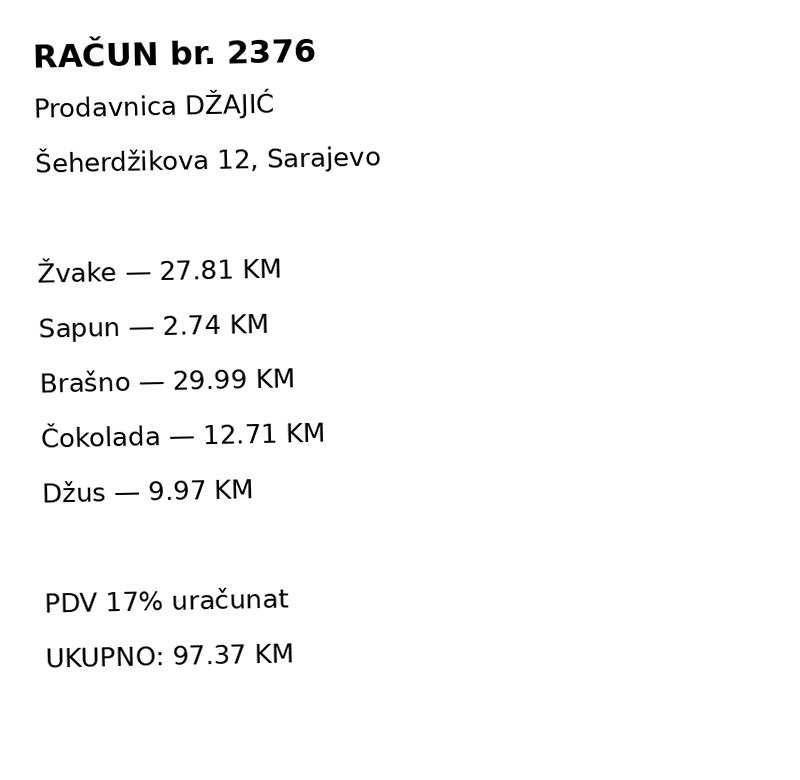 RAČUN br. 2376
Prodavnica DŽAJIĆ
Šeherdžikova 12, Sarajevo
Žvake — 27.81 KM
Sapun — 2.74 KM
Brašno — 29.99 KM
Čokolada — 12.71 KM
Džus — 9.97 KM
PDV 17% uračunat
UKUPNO: 97.37 KM